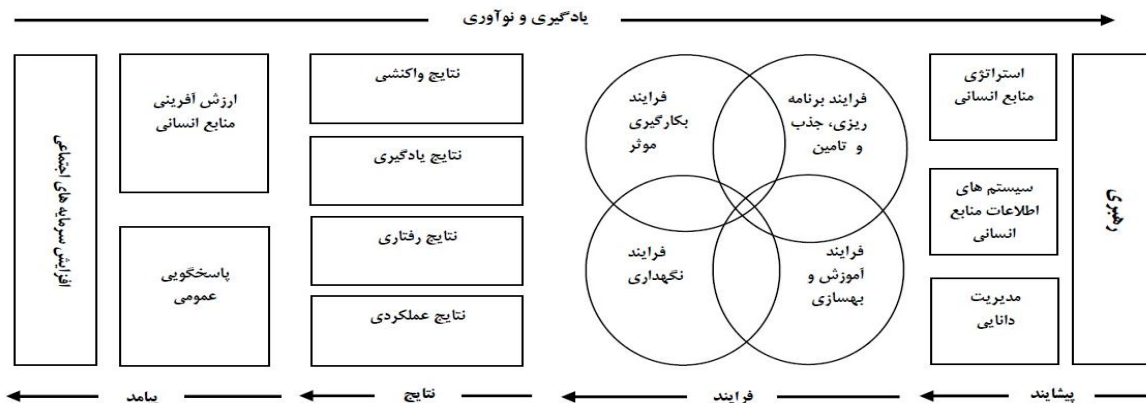 یادگیری و نوآوری
رهبری
استراتژی
منابع انسانی
سیستم های
اطلاعات منابع
انسانی
مدیریت
دانایی
فرایند برنامه
ریزی، جذب
و تامین
فرایند
بکارگیری
موثر
فرایند
آموزش و
بهسازی
فرایند
نگهداری
نتایج واکنشی
نتایج یادگیری
نتایج رفتاری
نتایج عملکردی
ارزش آفرینی
منابع انسانی
پاسخگویی
عمومی
افزایش سرمایه های اجتماعی
پیشایند
فرایند
نتایج
پیامد